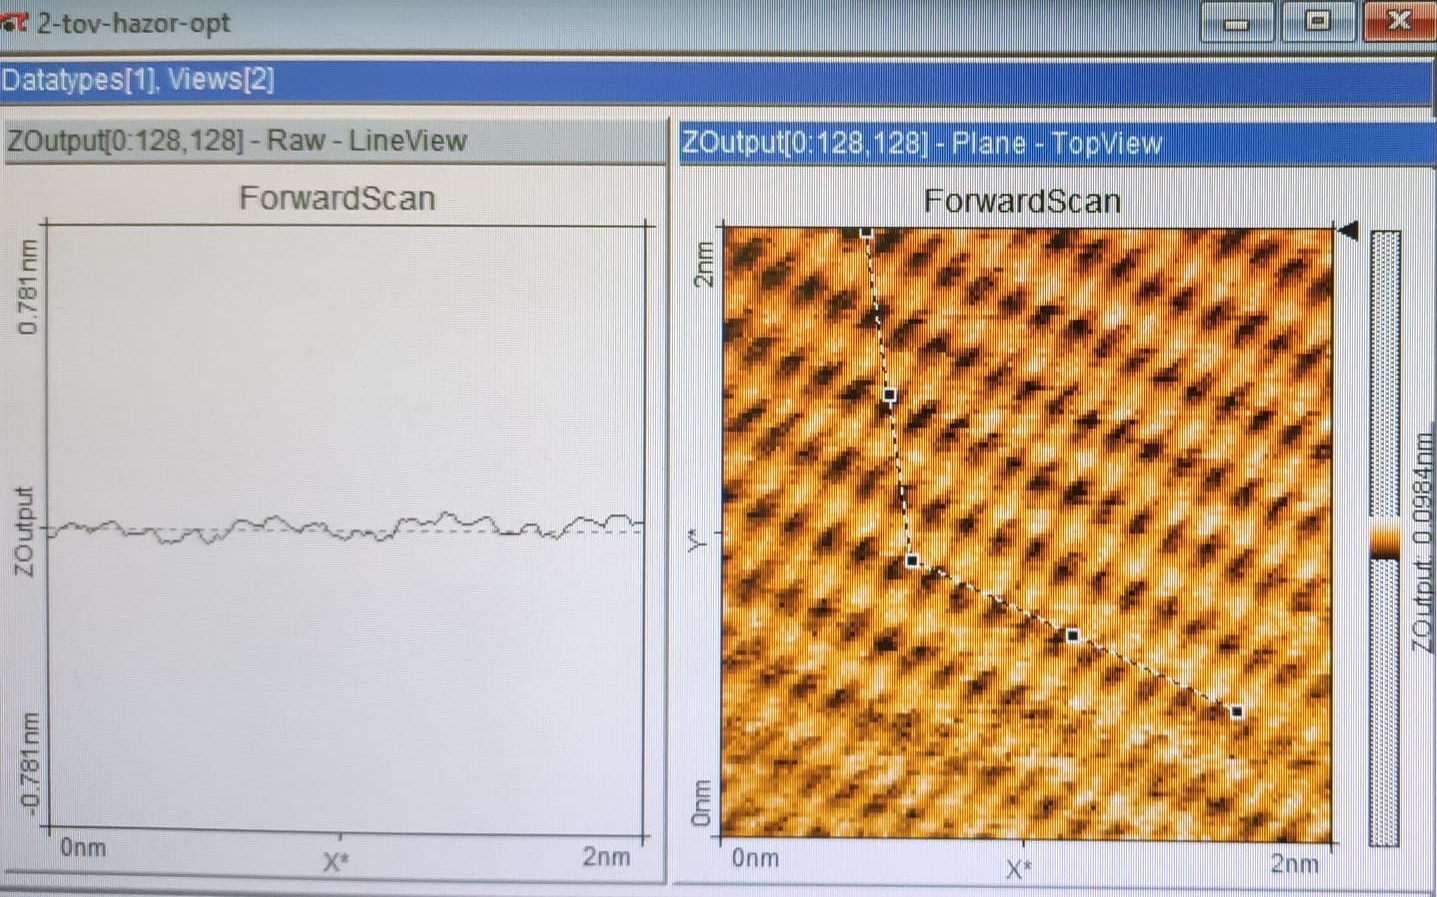 2-tov-hazor-opt
Datatypes[1], Views[2]
ZOutput[0:128,128] - Raw - LineView
ForwardScan
0.781nm
ZOutput
-0.781nm
0nm
X*
2nm
ZOutput[0:128,128] - Plane - TopView
ForwardScan
2nm
Y*
0nm
0nm
X*
2nm
ZOutput: 0.0984nm